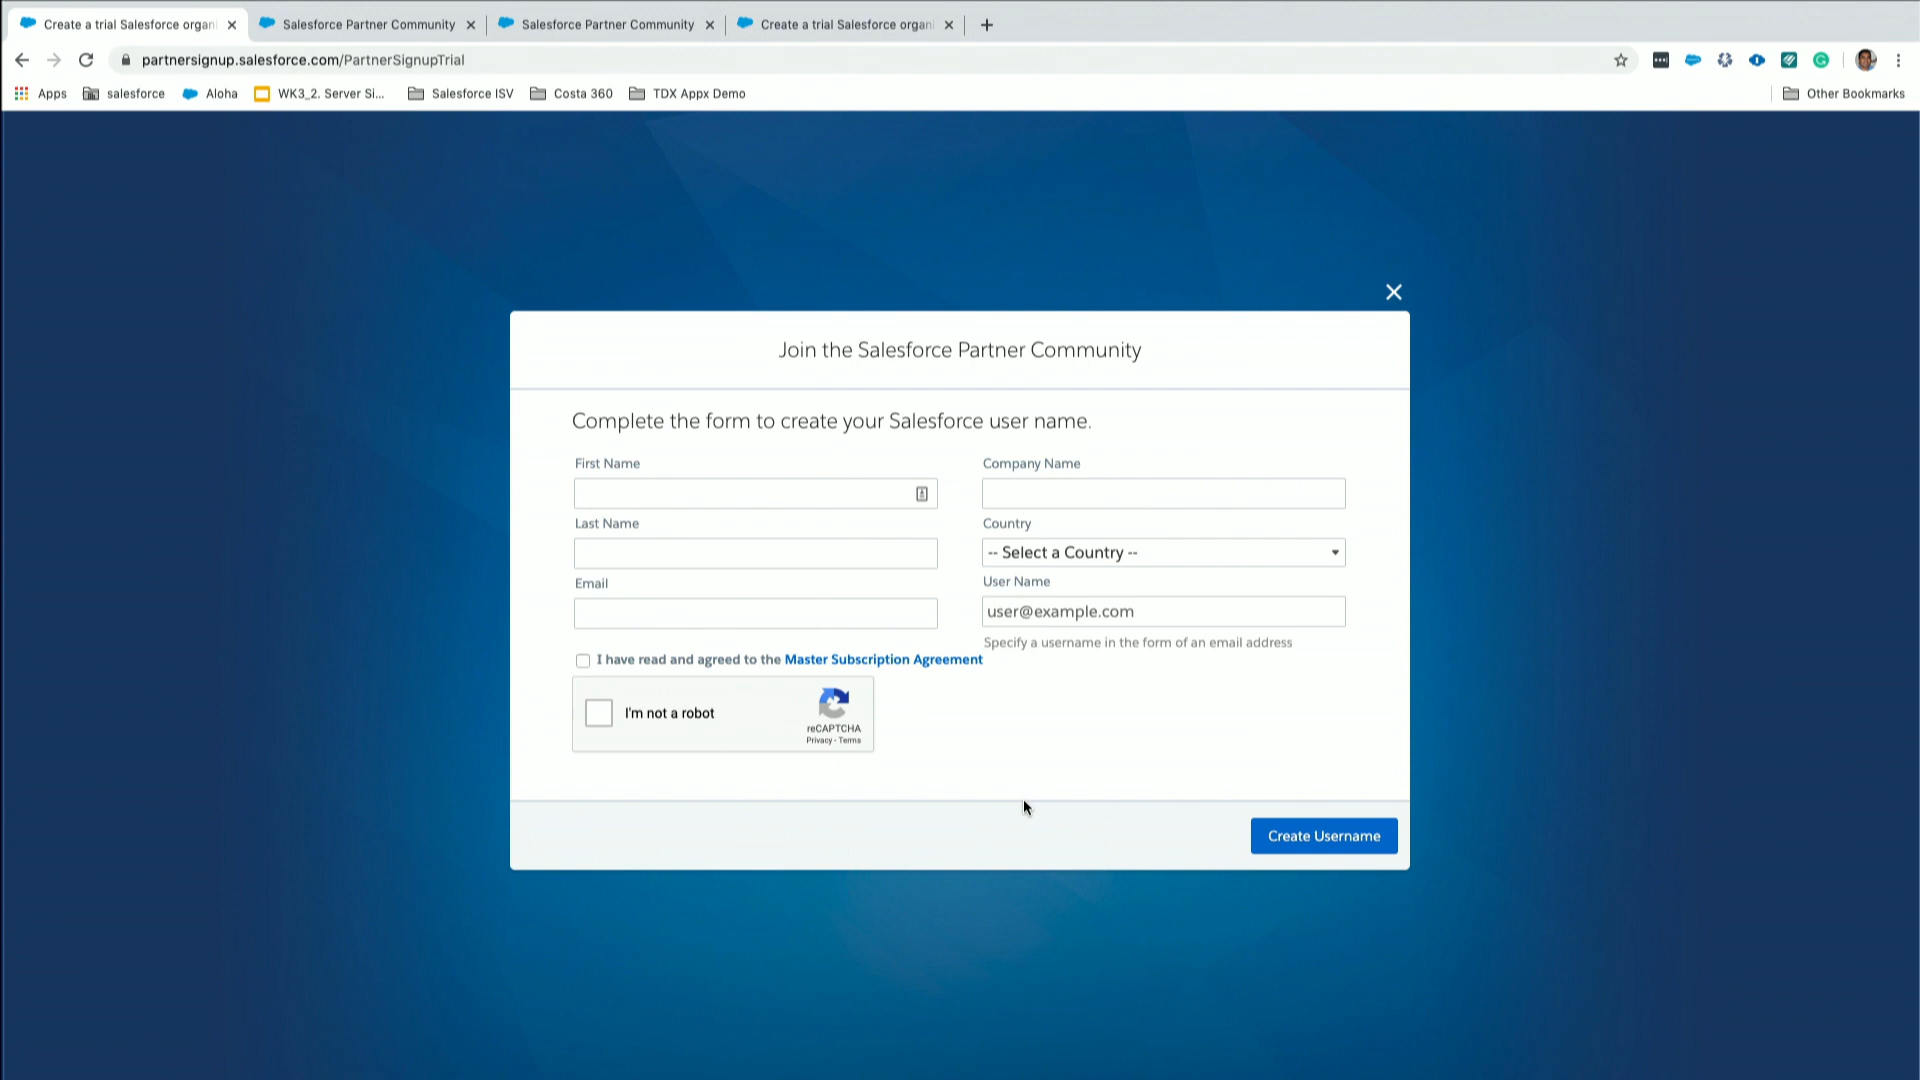 Create a trial Salesforce organi
Salesforce Partner Community
Salesforce Partner Community
Create a trial Salesforce organi
partnersignup.salesforce.com/PartnerSignupTrial
Apps
salesforce
Aloha
WK3_2. Server Si...
Salesforce ISV
Costa 360
TDX Appx Demo
Other Bookmarks
Join the Salesforce Partner Community
Complete the form to create your Salesforce user name.
First Name
Company Name
Last Name
Country
-- Select a Country --
Email
User Name
user@example.com
Specify a username in the form of an email address
I have read and agreed to the Master Subscription Agreement
I'm not a robot
reCAPTCHA
Privacy - Terms
Create Username